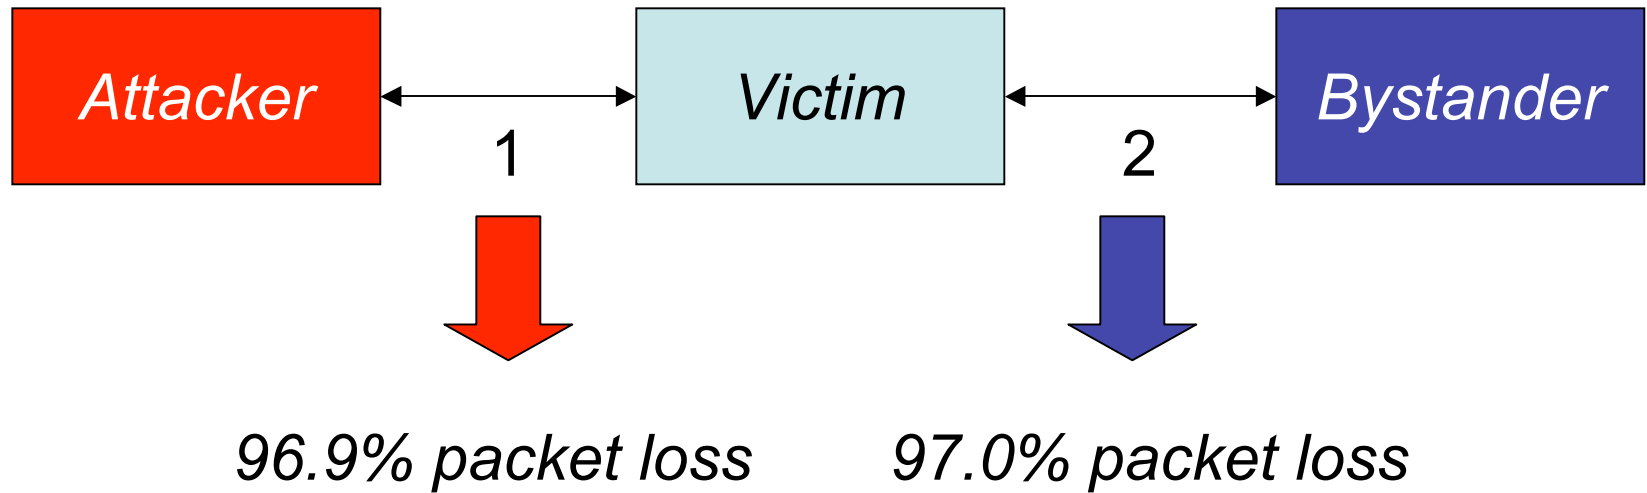 Attacker
Victim
Bystander
1
2
96.9% packet loss
97.0% packet loss